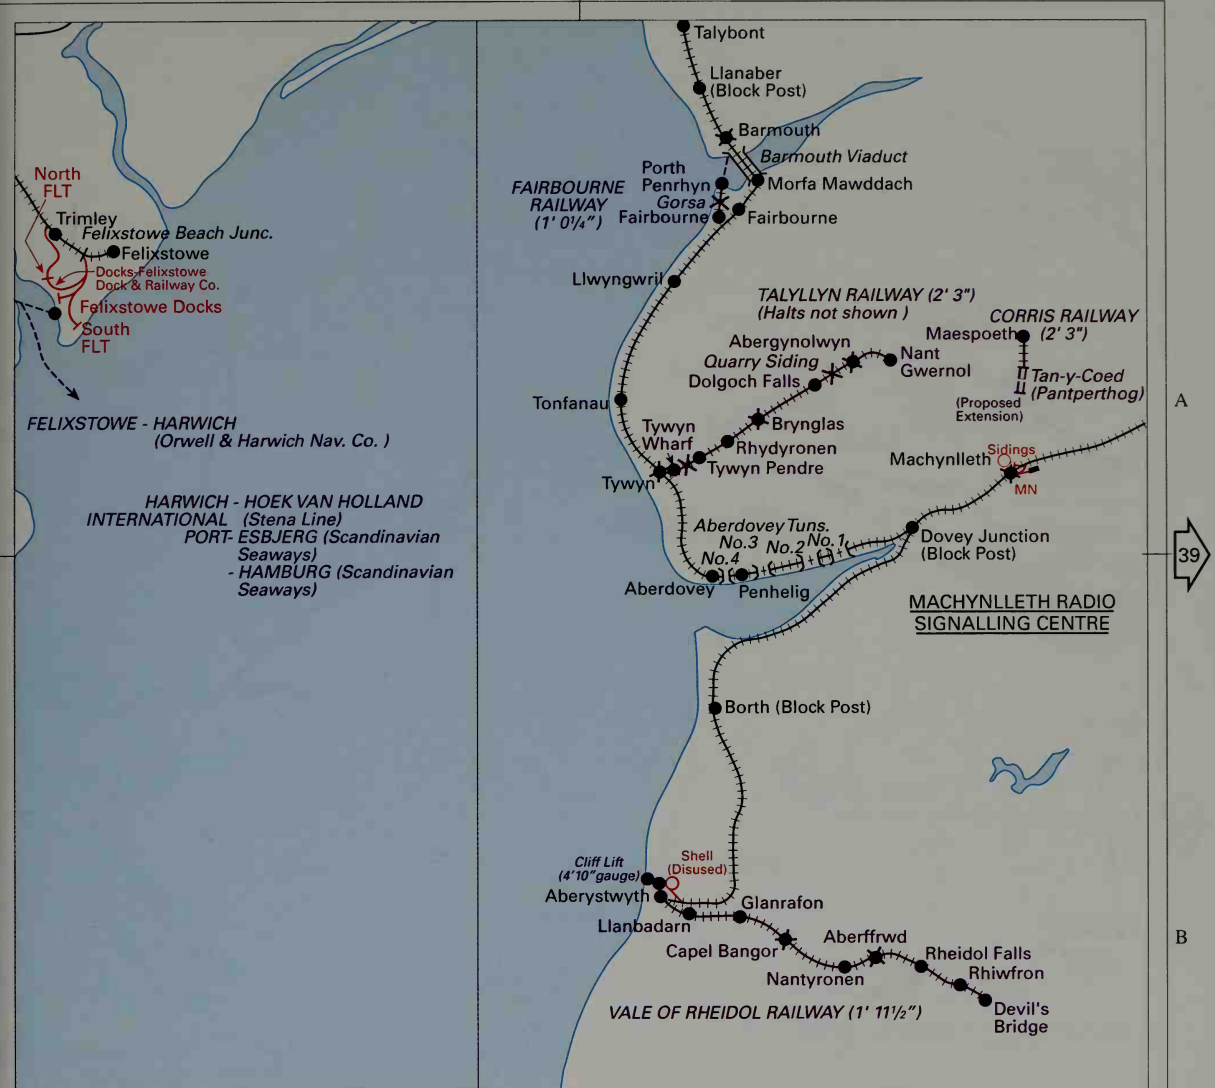 North
FLT
Trimley
Felixstowe Beach Junc.
Felixstowe
Docks-Felixstowe
Dock & Railway Co.
Felixstowe Docks
South
FLT
FELIXSTOWE - HARWICH
(Orwell & Harwich Nav. Co. )
HARWICH - HOEK VAN HOLLAND
INTERNATIONAL (Stena Line)
PORT- ESBJERG (Scandinavian
Seaways)
- HAMBURG (Scandinavian
Seaways)
Talybont
Llanaber
(Block Post)
Barmouth
Barmouth Viaduct
Porth
Penrhyn
Morfa Mawddach
FAIRBOURNE
RAILWAY
(1' 0¼")
Gorsa
Fairbourne
Fairbourne
Llwyngwril
TALYLLYN RAILWAY (2' 3")
(Halts not shown )
CORRIS RAILWAY
(2' 3")
Maespoeth
Abergynolwyn
Quarry Siding
Nant
Gwernol
Dolgoch Falls
Tan-y-Coed
(Pantperthog)
(Proposed
Extension)
Tonfanau
Brynglas
Tywyn
Wharf
Rhydyronen
Tywyn Pendre
Tywyn
Machynlleth
Sidings
MN
A
Aberdovey Tuns.
No.4
No.3
No.2
No.1
Dovey Junction
(Block Post)
39
Aberdovey
Penhelig
MACHYNLLETH RADIO
SIGNALLING CENTRE
Borth (Block Post)
Cliff Lift
(4'10" gauge)
Shell
(Disused)
Aberystwyth
Llanbadarn
Glanrafon
Capel Bangor
Aberffrwd
Nantyronen
Rheidol Falls
Rhiwfron
Devil's
Bridge
VALE OF RHEIDOL RAILWAY (1' 11½")
B